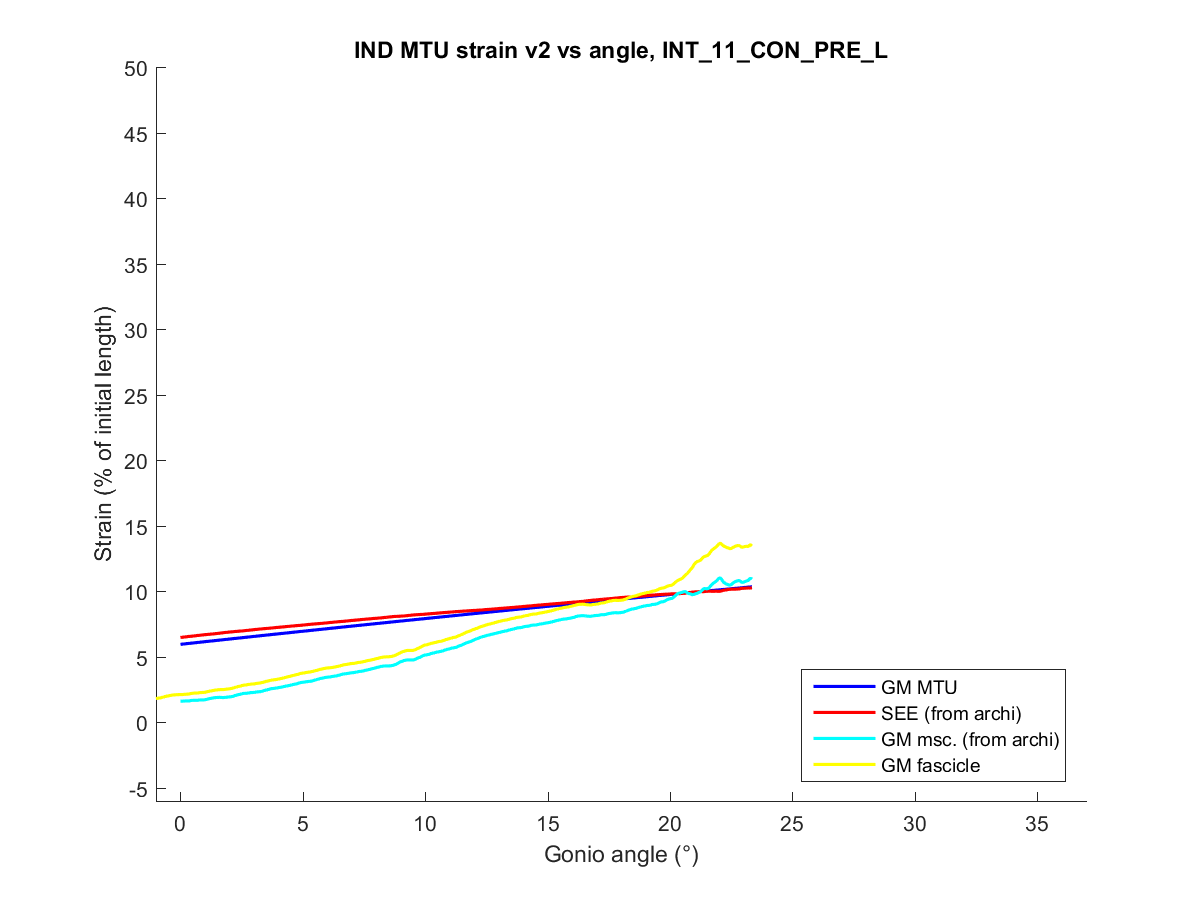 IND MTU strain v2 vs angle, INT_11_CON_PRE_L
50
45
40
35
30
25
20
15
10
5
0
-5
Strain (% of initial length)
0 5 10 15 20 25 30 35
Gonio angle (°)
GM MTU
SEE (from archi)
GM msc. (from archi)
GM fascicle